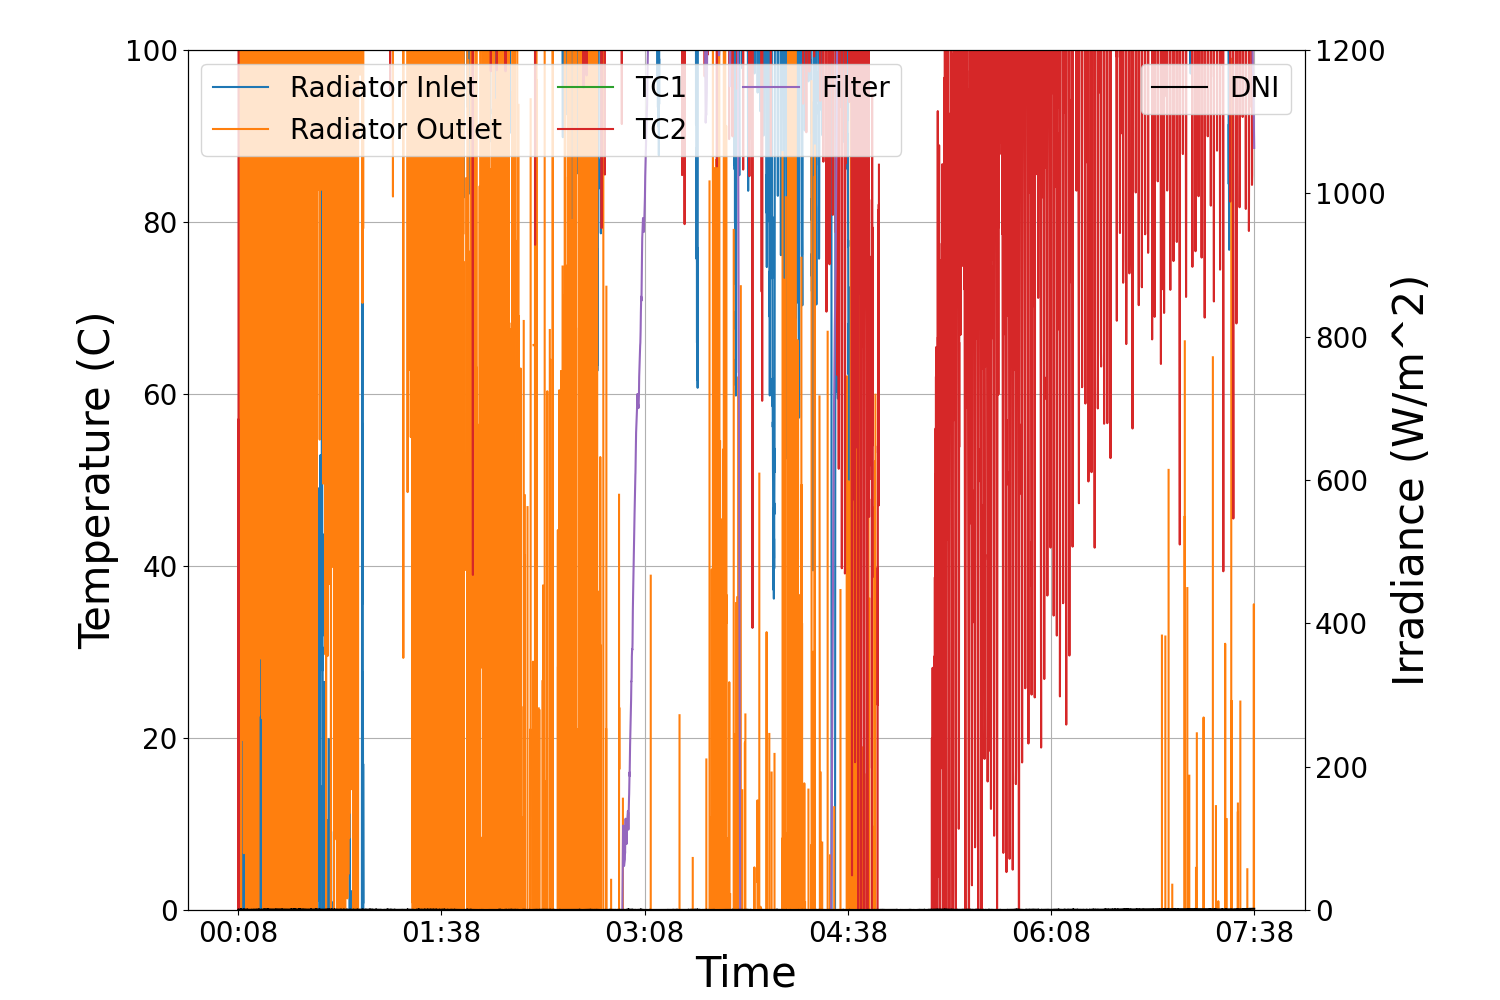 100
80
60
40
20
0
1200
1000
800
600
400
200
0
00:08
01:38
03:08
04:38
06:08
07:38
Temperature (C)
Irradiance (W/m^2)
Time
Radiator Inlet
Radiator Outlet
TC1
TC2
Filter
DNI